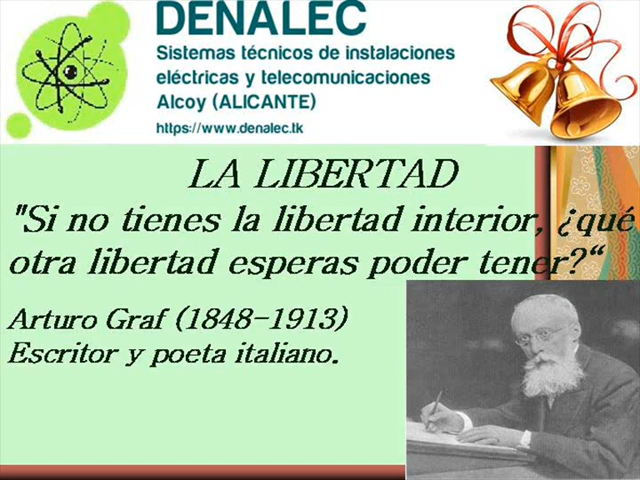 DENALEC
Sistemas técnicos de instalaciones
eléctricas y telecomunicaciones
Alcoy (ALICANTE)
https://www.denalec.tk
LA LIBERTAD
"Si no tienes la libertad interior, ¿qué
otra libertad esperas poder tener?“
Arturo Graf (1848-1913)
Escritor y poeta italiano.